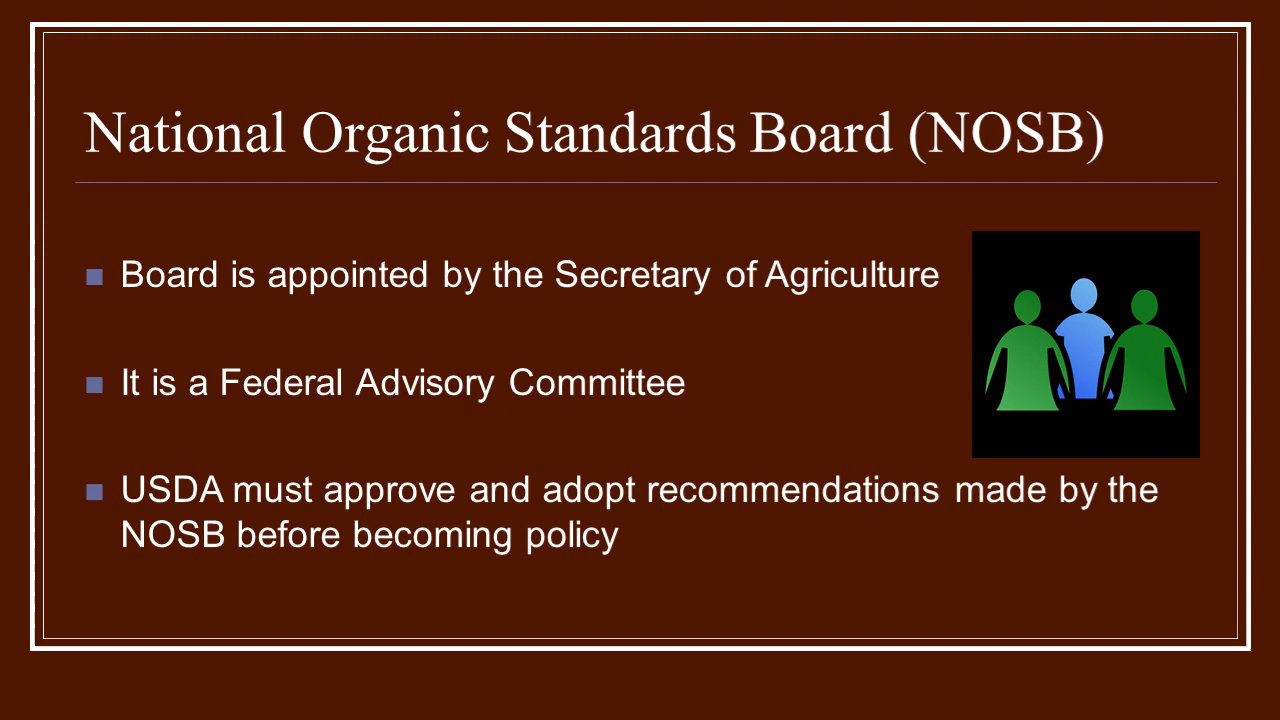 National Organic Standards Board (NOSB)
Board is appointed by the Secretary of Agriculture
It is a Federal Advisory Committee
USDA must approve and adopt recommendations made by the
NOSB before becoming policy